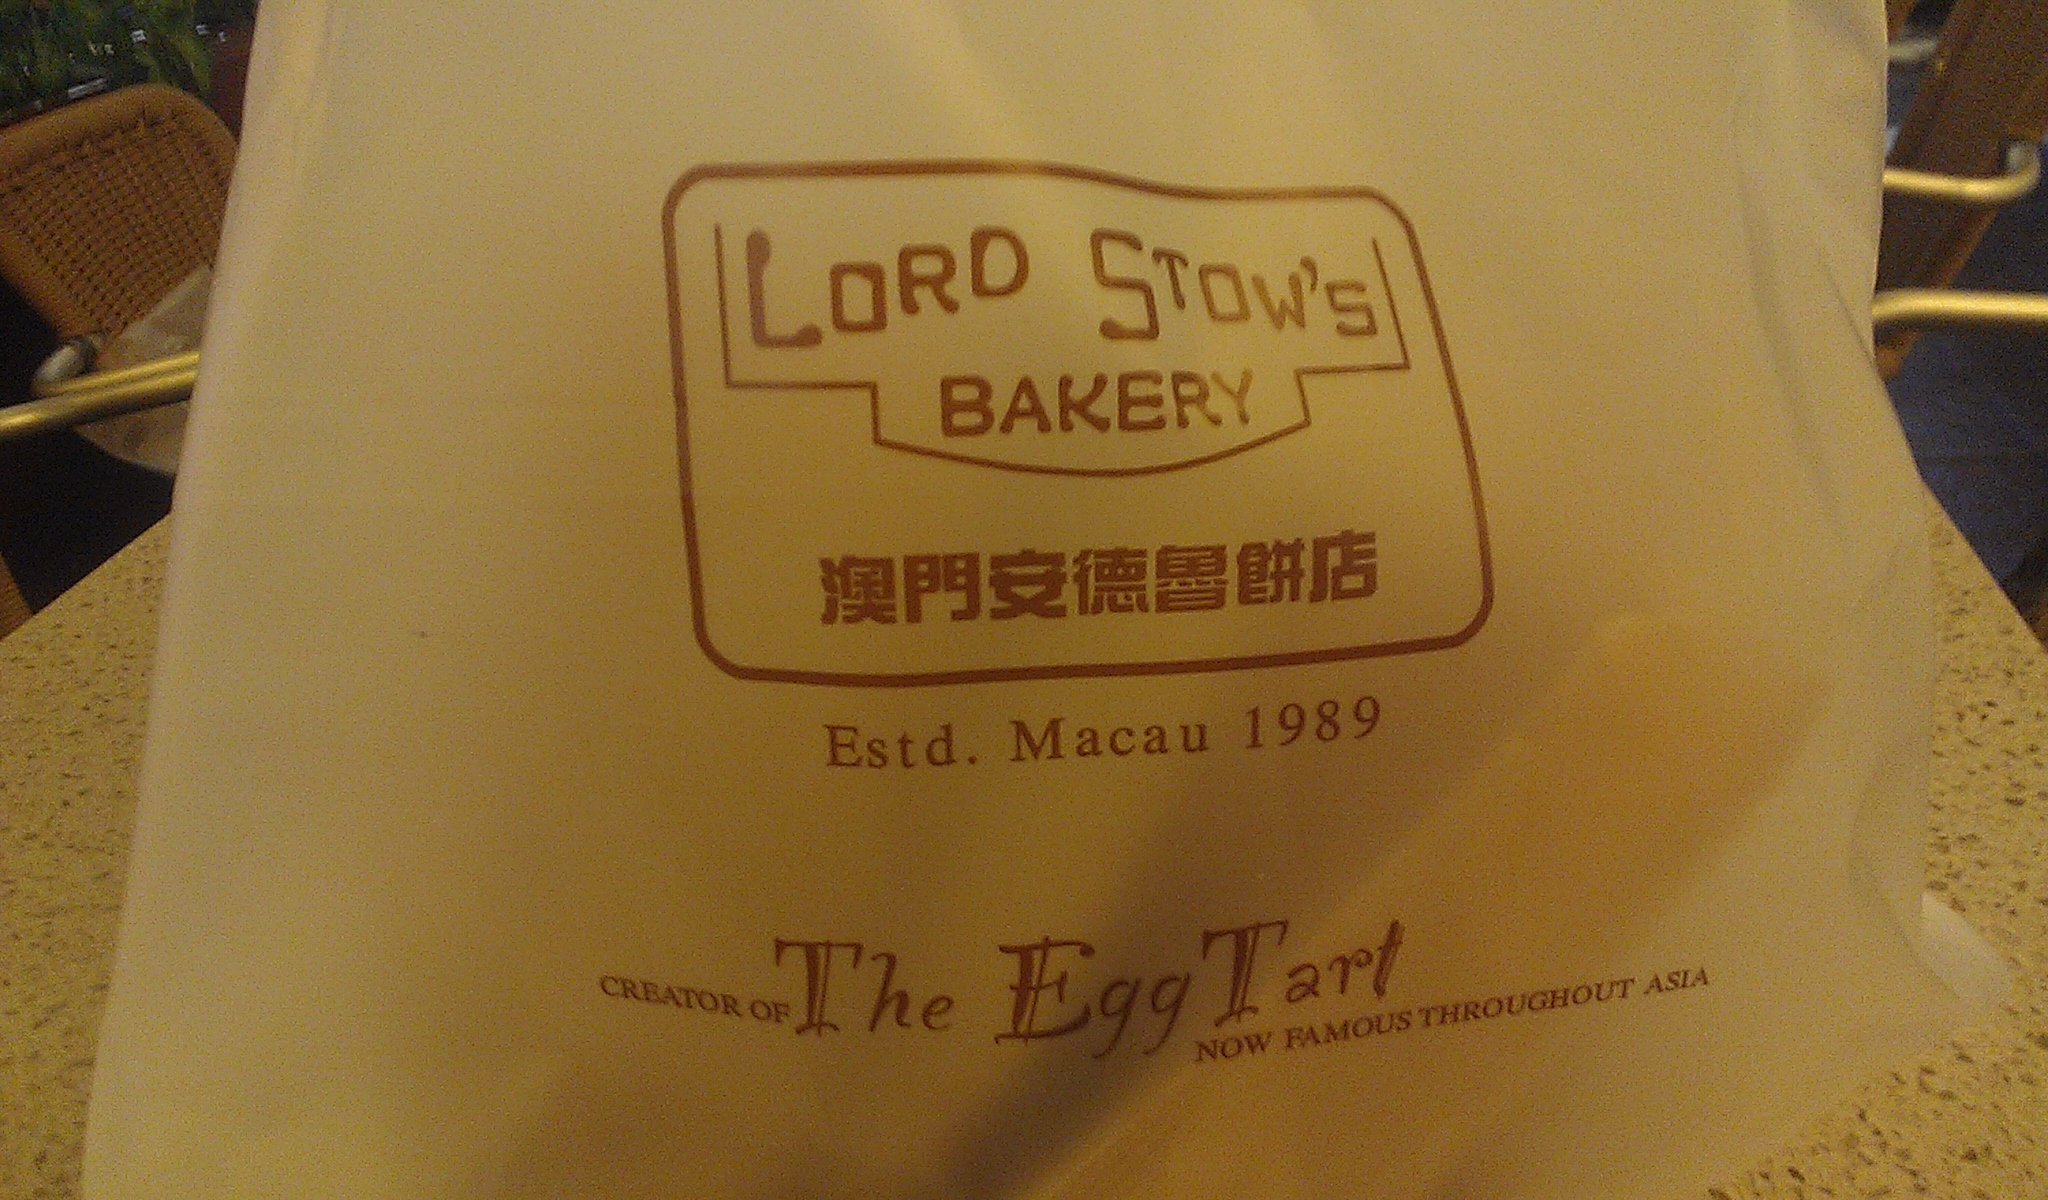 LORD STOW'S
BAKERY
澳門安德魯餅店
Estd. Macau 1989
CREATOR OF The Egg Tart
NOW FAMOUS THROUGHOUT ASIA